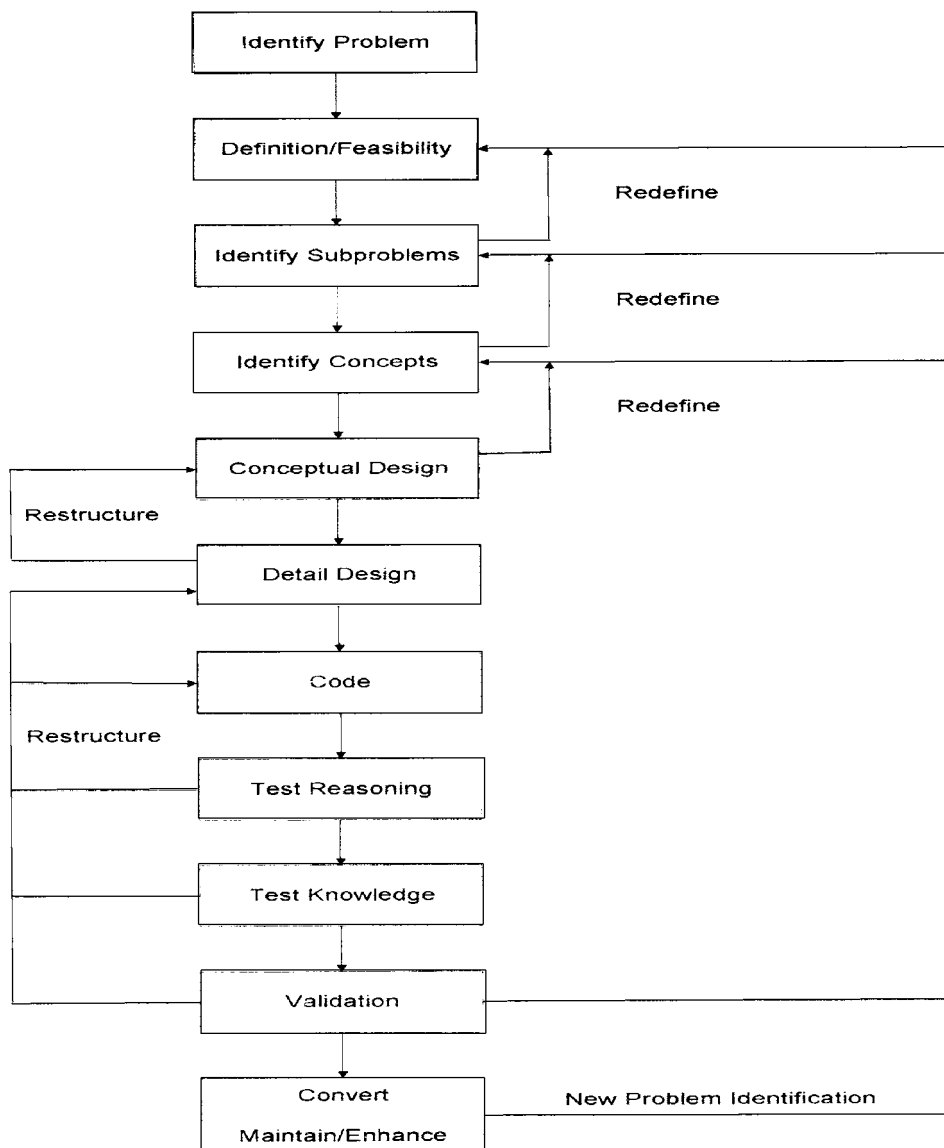 Identify Problem
Definition/Feasibility
Redefine
Identify Subproblems
Redefine
Identify Concepts
Redefine
Conceptual Design
Restructure
Detail Design
Code
Restructure
Test Reasoning
Test Knowledge
Validation
Convert
New Problem Identification
Maintain/Enhance